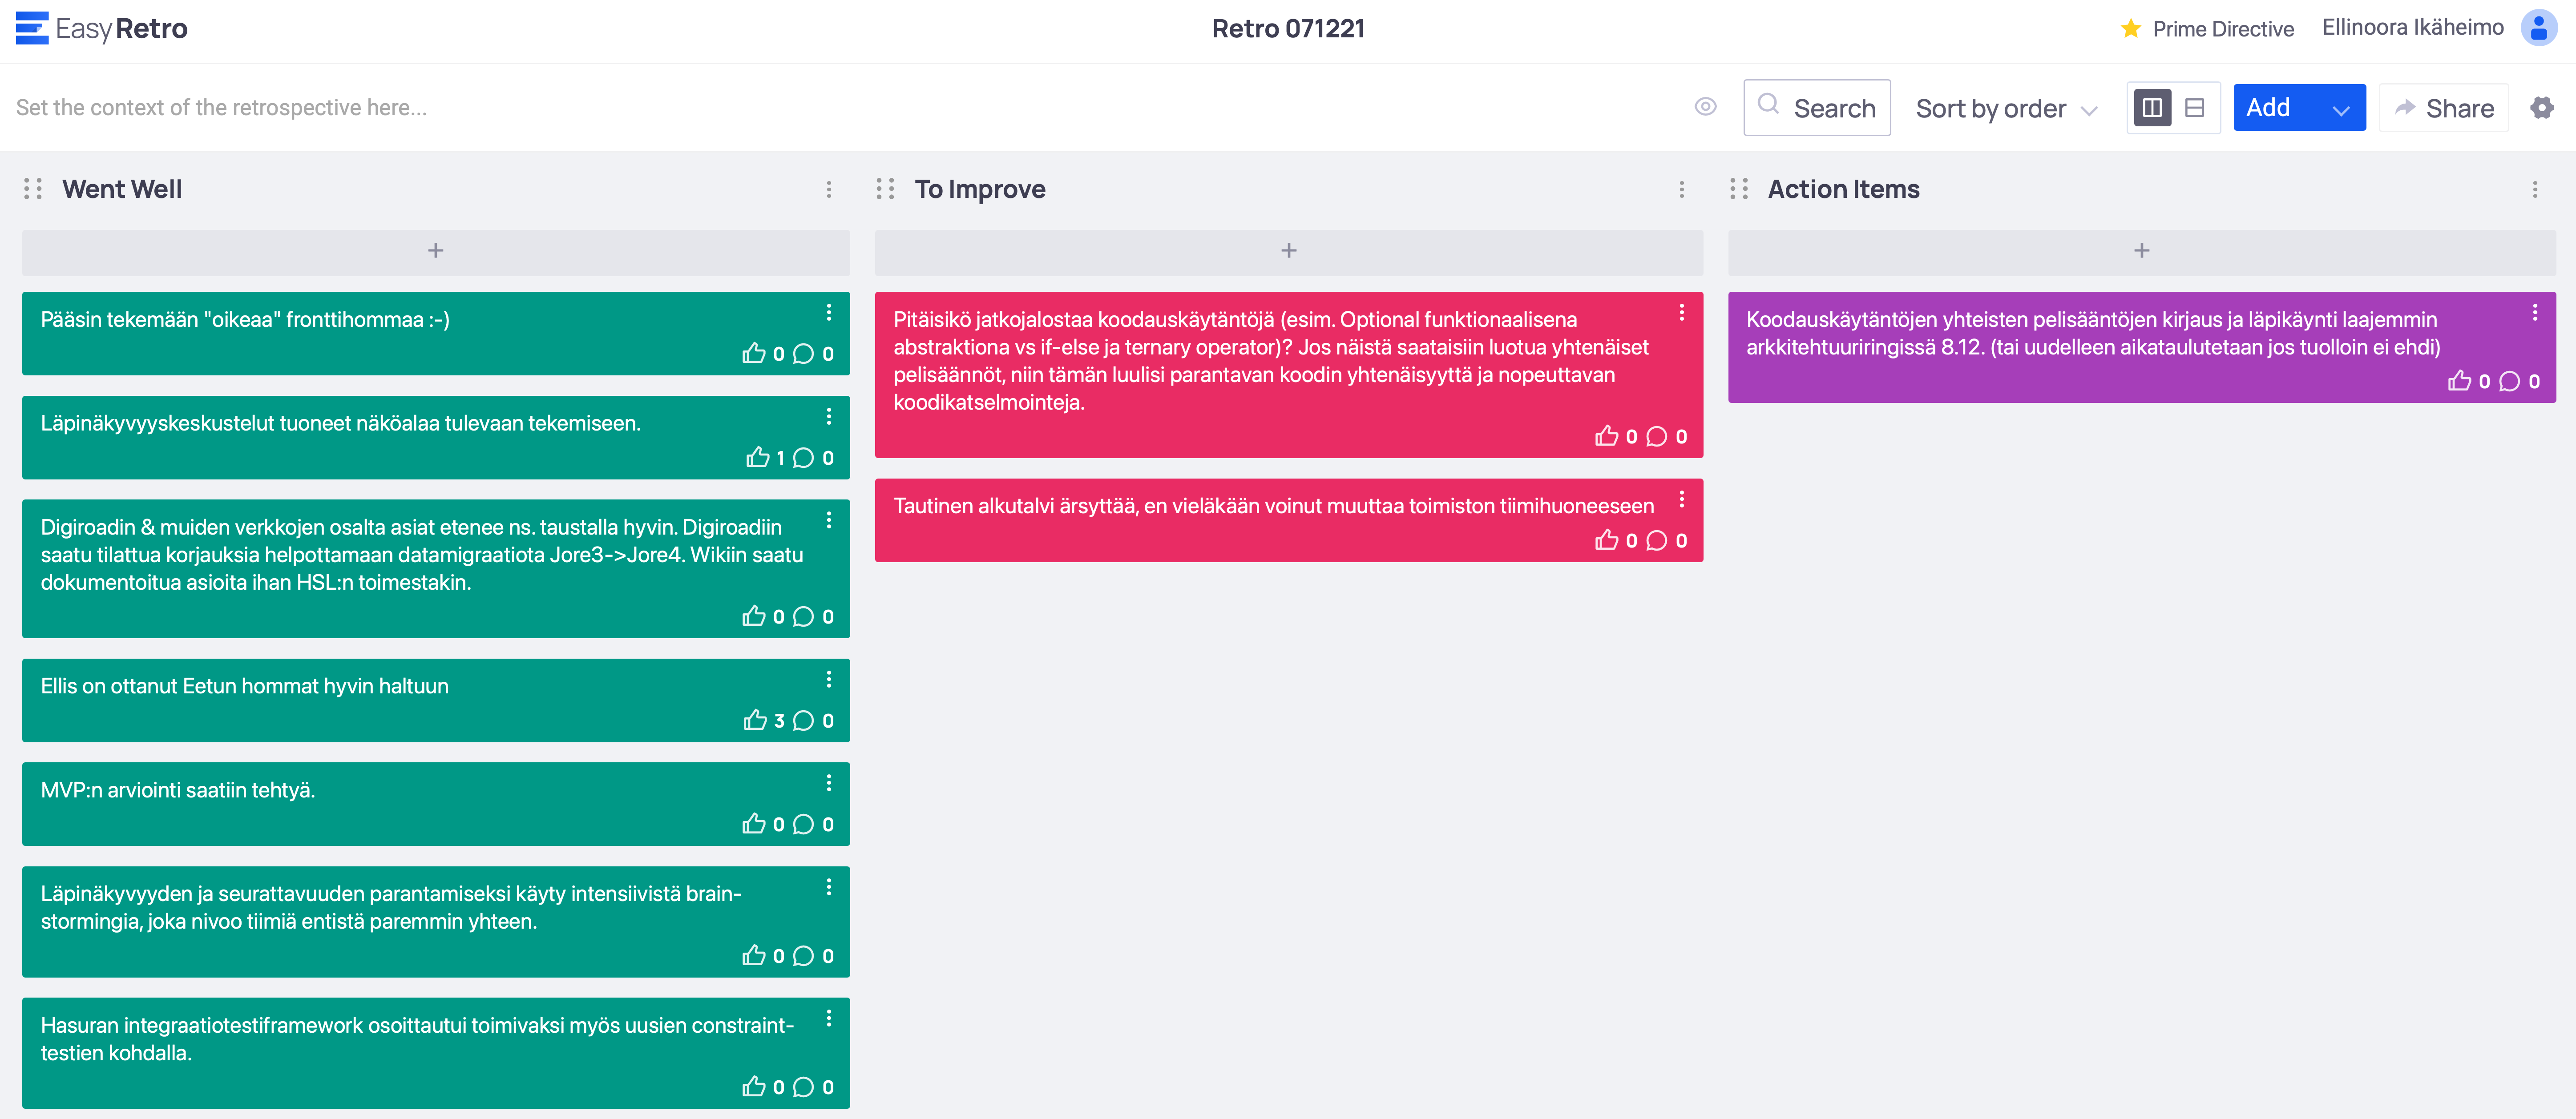 EasyRetro
Retro 071221
Prime Directive
Ellinoora Ikäheimo
Set the context of the retrospective here...
Search
Sort by order
Add
Share
Went Well
+
Pääsin tekemään "oikeaa" fronttihommaa :-)
0 0
Läpinäkyvyyskeskustelut tuoneet näköalaa tulevaan tekemiseen.
1 0
Digiroadin & muiden verkkojen osalta asiat etenee ns. taustalla hyvin. Digiroadiin
saatu tilattua korjauksia helpottamaan datamigraatiota Jore3->Jore4. Wikiin saatu
dokumentoitua asioita ihan HSL:n toimestakin.
0 0
Ellis on ottanut Eetun hommat hyvin haltuun
3 0
MVP:n arviointi saatiin tehtyä.
0 0
Läpinäkyvyyden ja seurattavuuden parantamiseksi käyty intensiivistä brain-
stormingia, joka nivoo tiimiä entistä paremmin yhteen.
0 0
Hasuran integraatiotestiframework osoittautui toimivaksi myös uusien constraint-
testien kohdalla.
0 0
To Improve
+
Pitäisikö jatkojalostaa koodauskäytäntöjä (esim. Optional funktionaalisena
abstraktiona vs if-else ja ternary operator)? Jos näistä saataisiin luotua yhtenäiset
pelisäännöt, niin tämän luulisi parantavan koodin yhtenäisyyttä ja nopeuttavan
koodikatselmointeja.
0 0
Tautinen alkutalvi ärsyttää, en vieläkään voinut muuttaa toimiston tiimihuoneeseen
0 0
Action Items
+
Koodauskäytäntöjen yhteisten pelisääntöjen kirjaus ja läpikäynti laajemmin
arkkitehtuuriringissä 8.12. (tai uudelleen aikataulutetaan jos tuolloin ei ehdi)
0 0